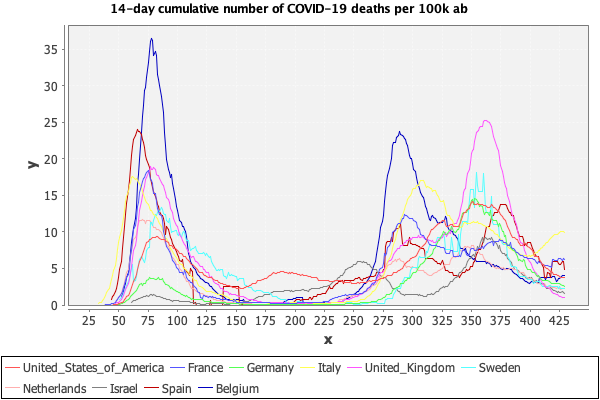 14-day cumulative number of COVID-19 deaths per 100k ab
y
35
30
25
20
15
10
5
0
25 50 75 100 125 150 175 200 225 250 275 300 325 350 375 400 425
x
United_States_of_America France Germany Italy United_Kingdom Sweden
Netherlands Israel Spain Belgium